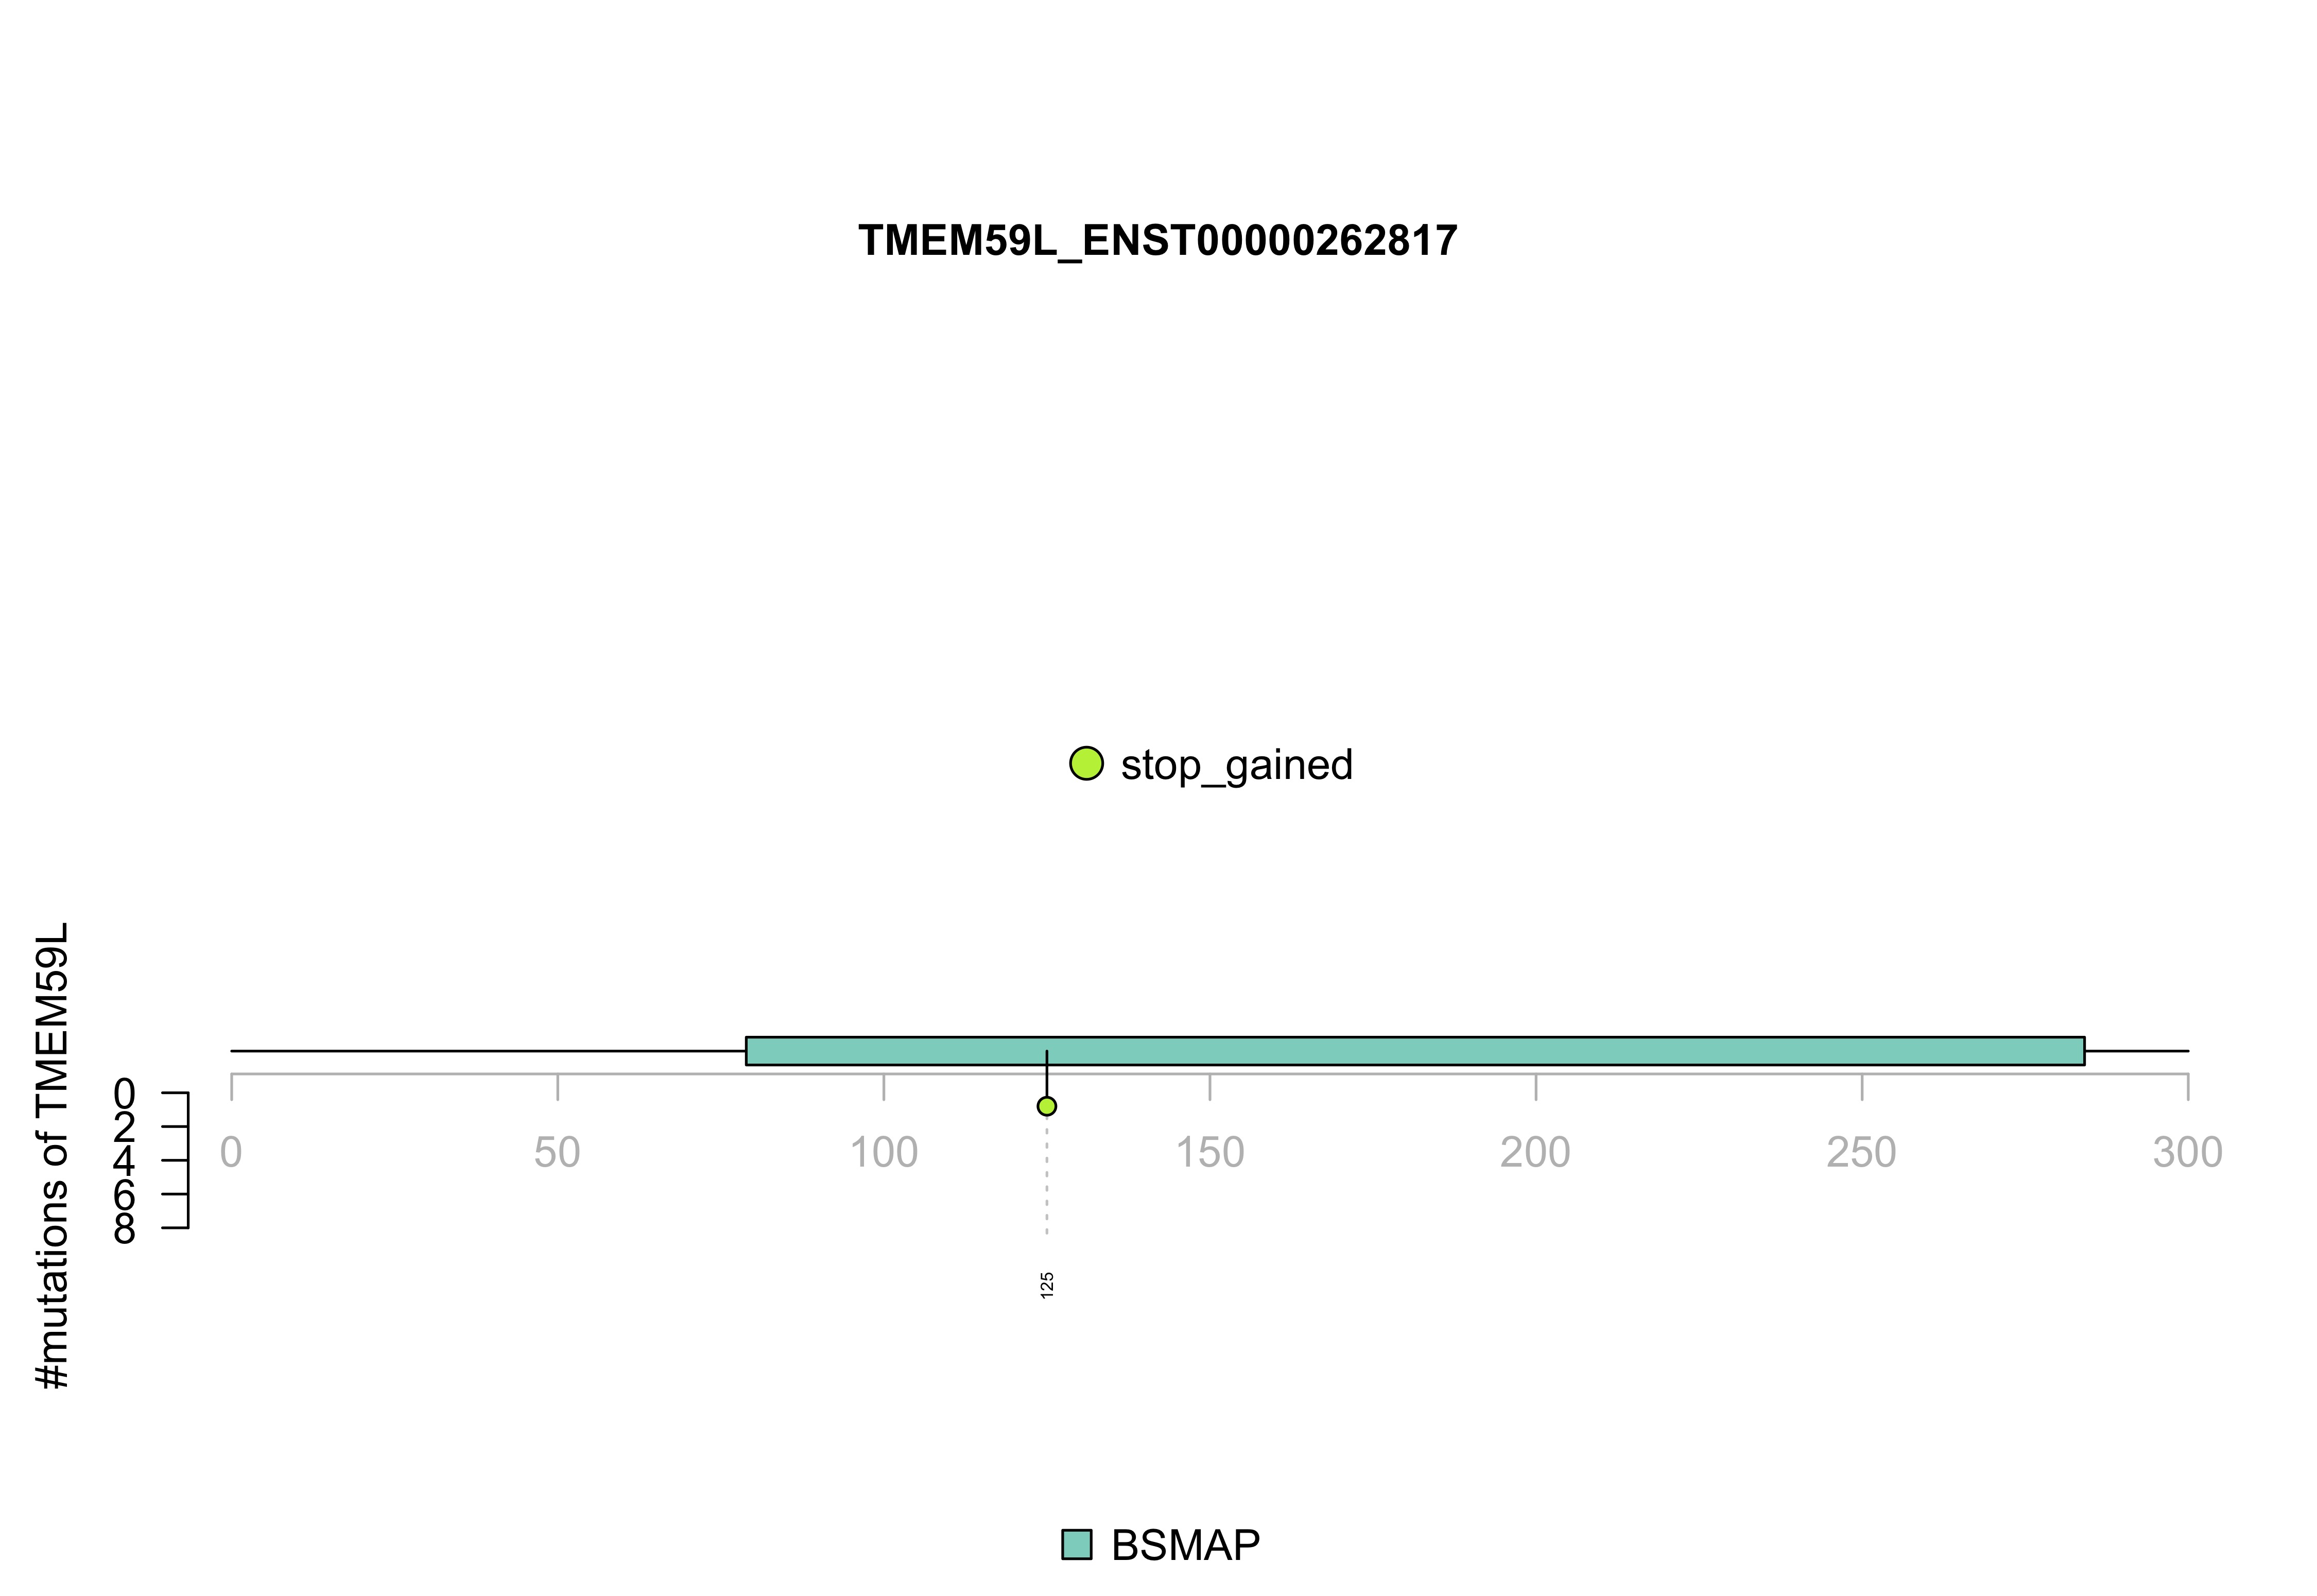 TMEM59L_ENST00000262817
stop_gained
#mutations of TMEM59L
0
2
4
6
8
0 50 100 150 200 250 300
125
BSMAP